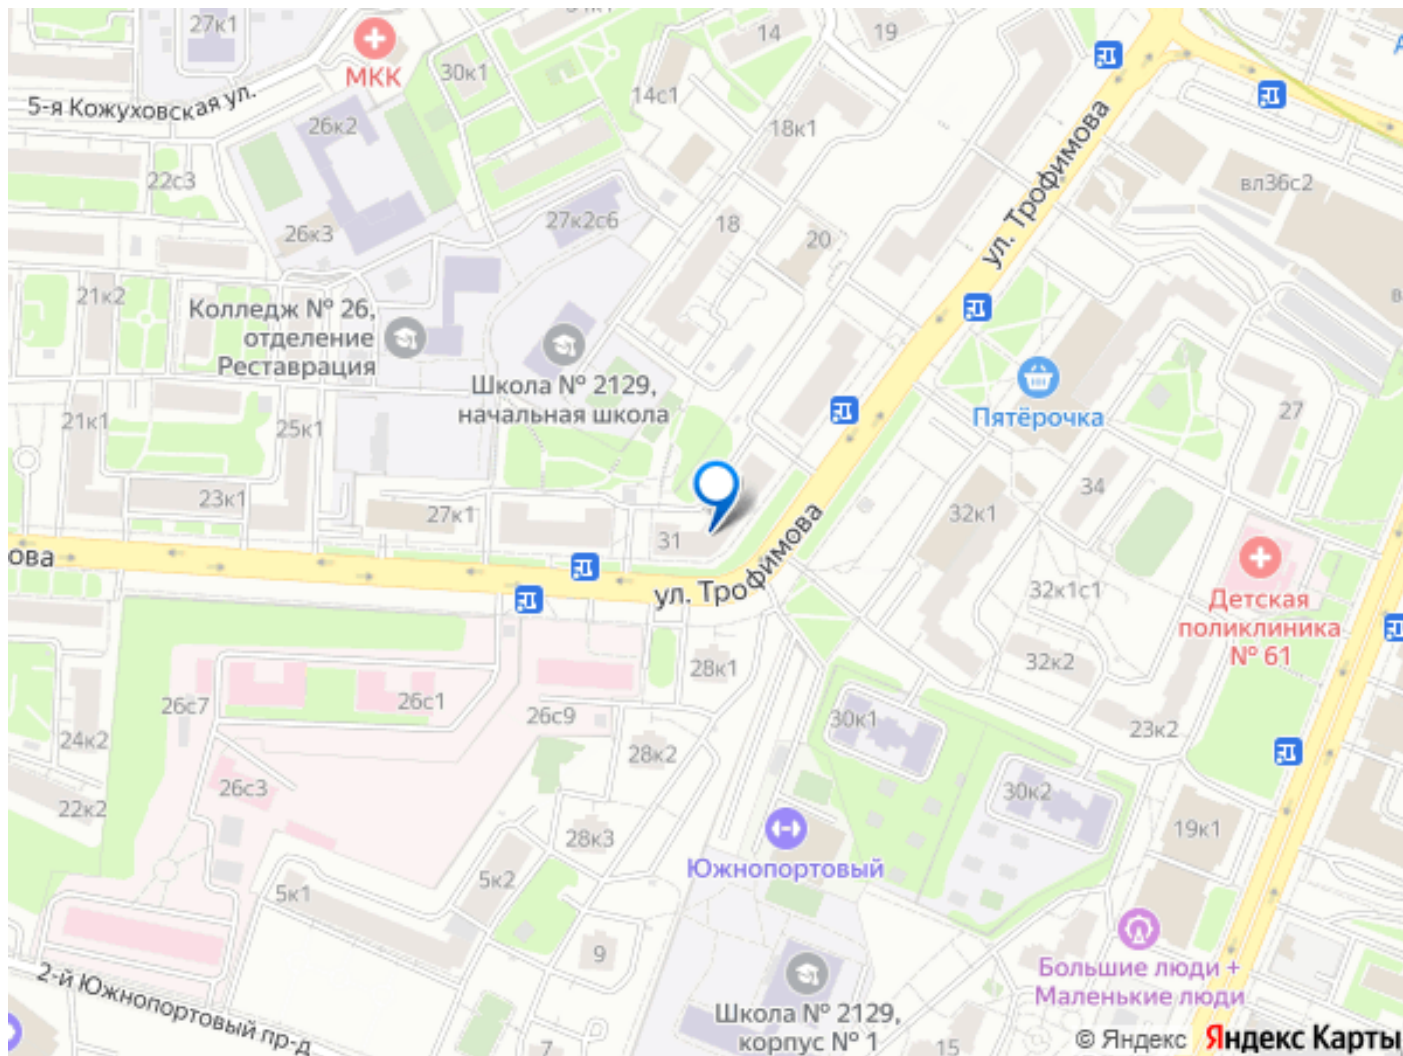 27к1
МКК
30к1
14
19
5-я Кожуховская ул.
26к2
14с1
18к1
ул. Трофимова
вл36с2
22с3
26к3
27к2с6
18
20
21к2
Колледж № 26,
отделение
Реставрация
Школа № 2129,
начальная школа
Пятёрочка
27
21к1
25к1
23к1
27к1
31
32к1
34
ова
ул. Трофимова
32к1с1
Детская
поликлиника
№ 61
28к1
32к2
26с7
26с1
26с9
30к1
23к2
24к2
28к2
26с3
30к2
22к2
28к3
19к1
Южнопортовый
5к1
5к2
9
Большие люди +
Маленькие люди
2-й Южнопортовый пр-д
Школа № 2129,
корпус № 1
7
15
© Яндекс Яндекс Карты